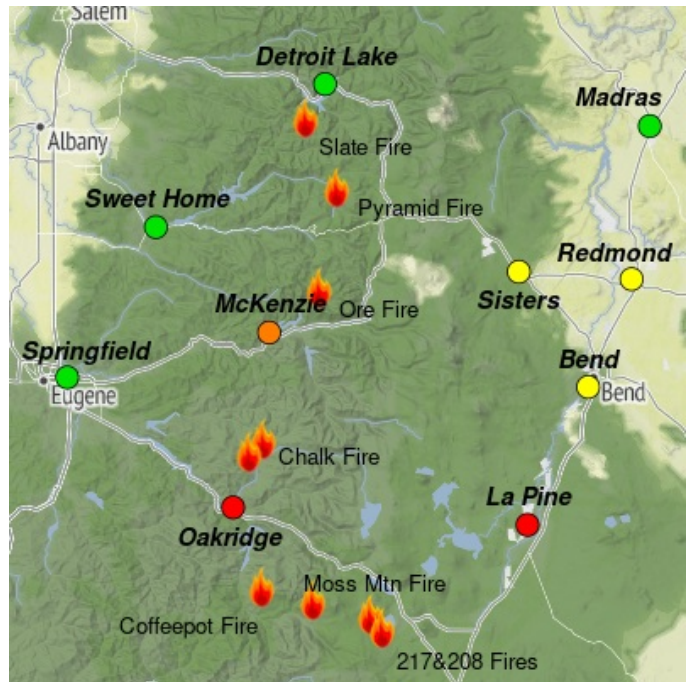 Salem
Detroit Lake
Madras
Albany
Slate Fire
Sweet Home
Pyramid Fire
Redmond
Sisters
McKenzie
Ore Fire
Springfield
Eugene
Bend
Bend
Chalk Fire
La Pine
Oakridge
Moss Mtn Fire
Coffeepot Fire
217&208 Fires